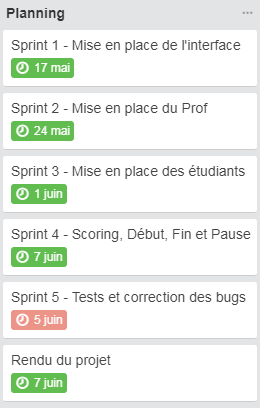 Planning
Sprint 1 - Mise en place de l'interface
17 mai
Sprint 2 - Mise en place du Prof
24 mai
Sprint 3 - Mise en place des étudiants
1 juin
Sprint 4 - Scoring, Début, Fin et Pause
7 juin
Sprint 5 - Tests et correction des bugs
5 juin
Rendu du projet
7 juin